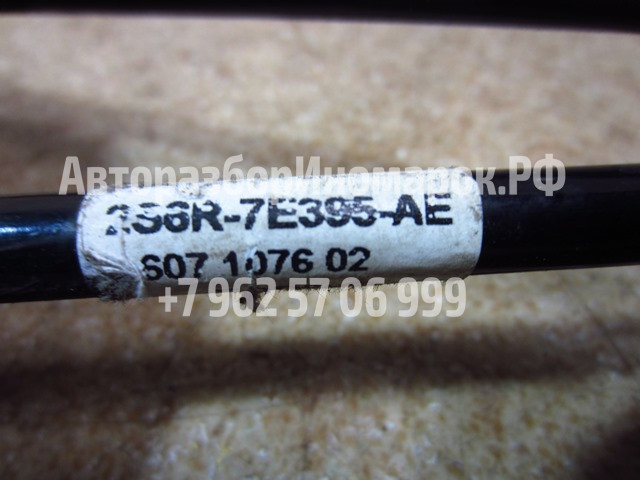 АвторазборИномарок.РФ
2S6R-7E395-AE
607 1076 02
+7 962 57 06 999